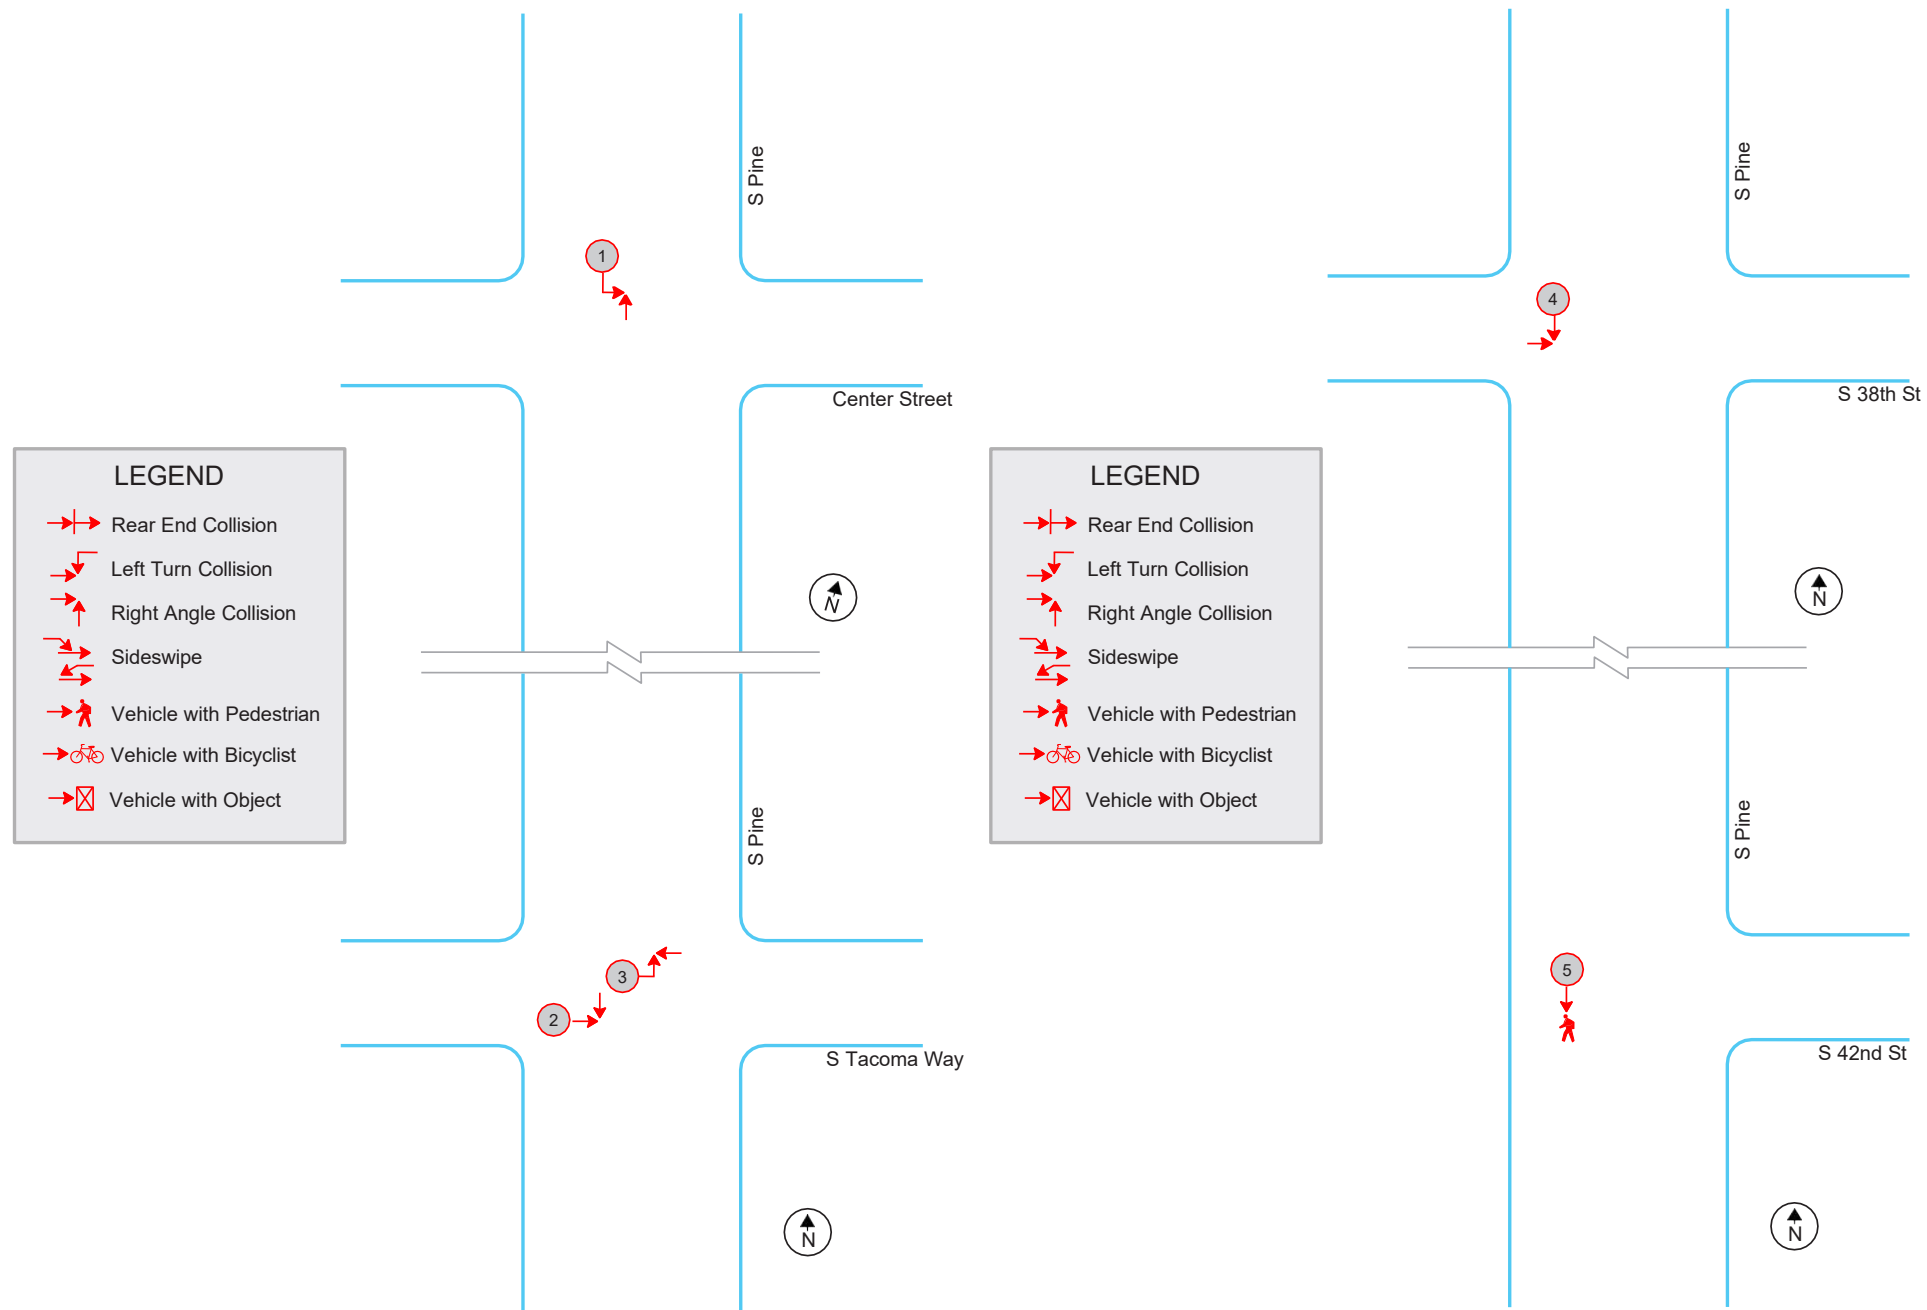 S Pine
1
Center Street
LEGEND
Rear End Collision
Left Turn Collision
Right Angle Collision
Sideswipe
Vehicle with Pedestrian
Vehicle with Bicyclist
Vehicle with Object
N
S Pine
3
2
S Tacoma Way
N
S Pine
4
S 38th St
LEGEND
Rear End Collision
Left Turn Collision
Right Angle Collision
Sideswipe
Vehicle with Pedestrian
Vehicle with Bicyclist
Vehicle with Object
N
S Pine
5
S 42nd St
N